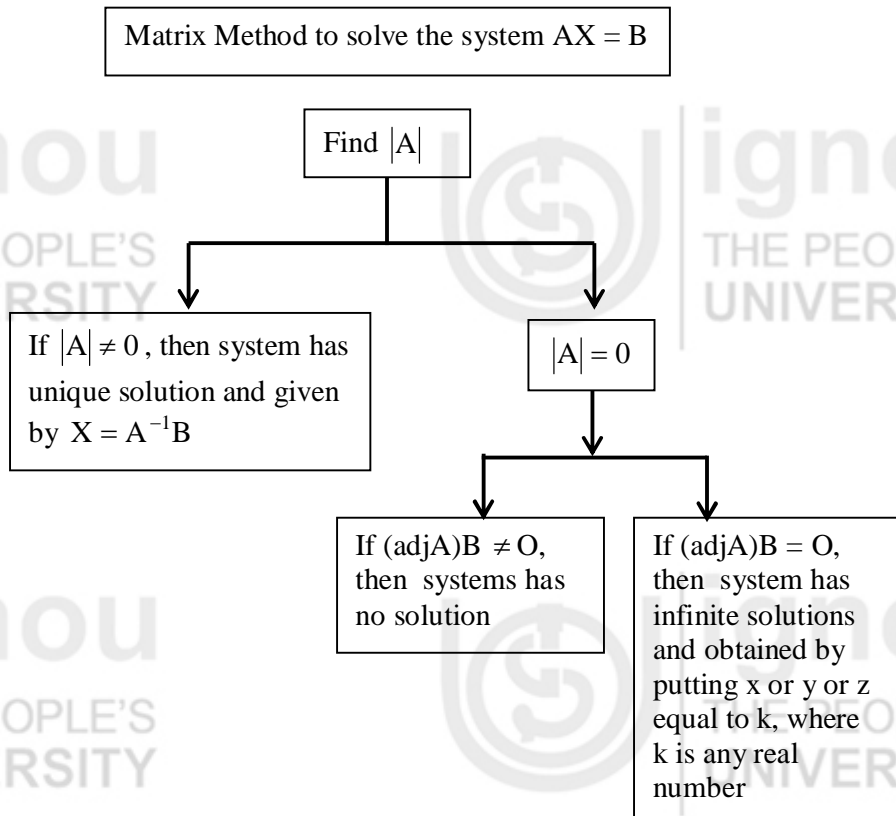 Matrix Method to solve the system AX = B
Find |A|
If |A| ≠ 0, then system has
unique solution and given
by X = A⁻¹B
|A| = 0
If (adjA)B ≠ O,
then systems has
no solution
If (adjA)B = O,
then system has
infinite solutions
and obtained by
putting x or y or z
equal to k, where
k is any real
number
ignou
THE PEOPLE'S
UNIVERSITY